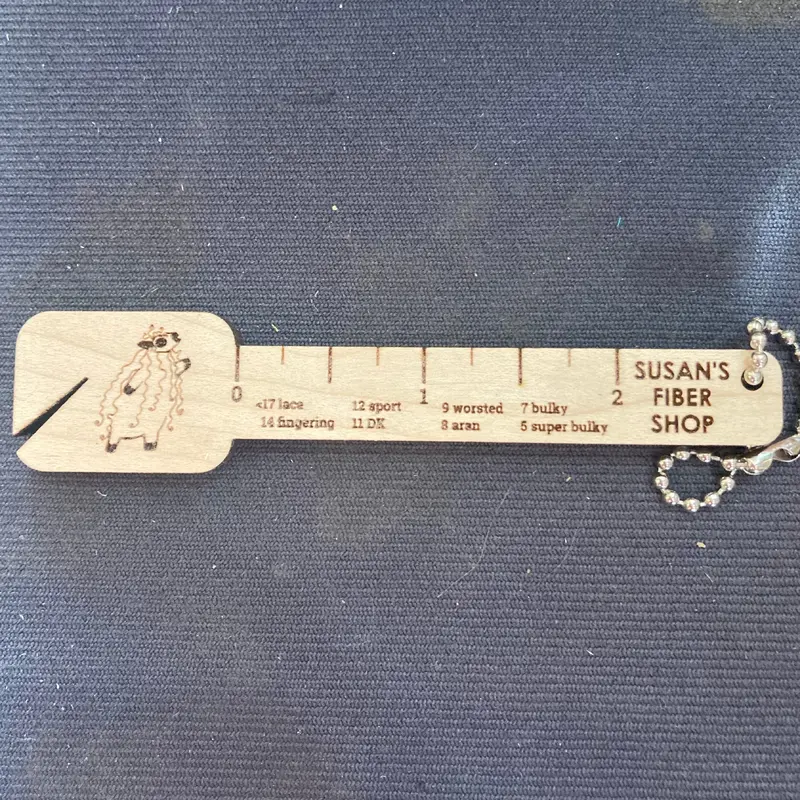 0 1 2
<17 lace 12 sport 9 worsted 7 bulky
14 fingering 11 DK 8 aran 5 super bulky
SUSAN'S
FIBER
SHOP